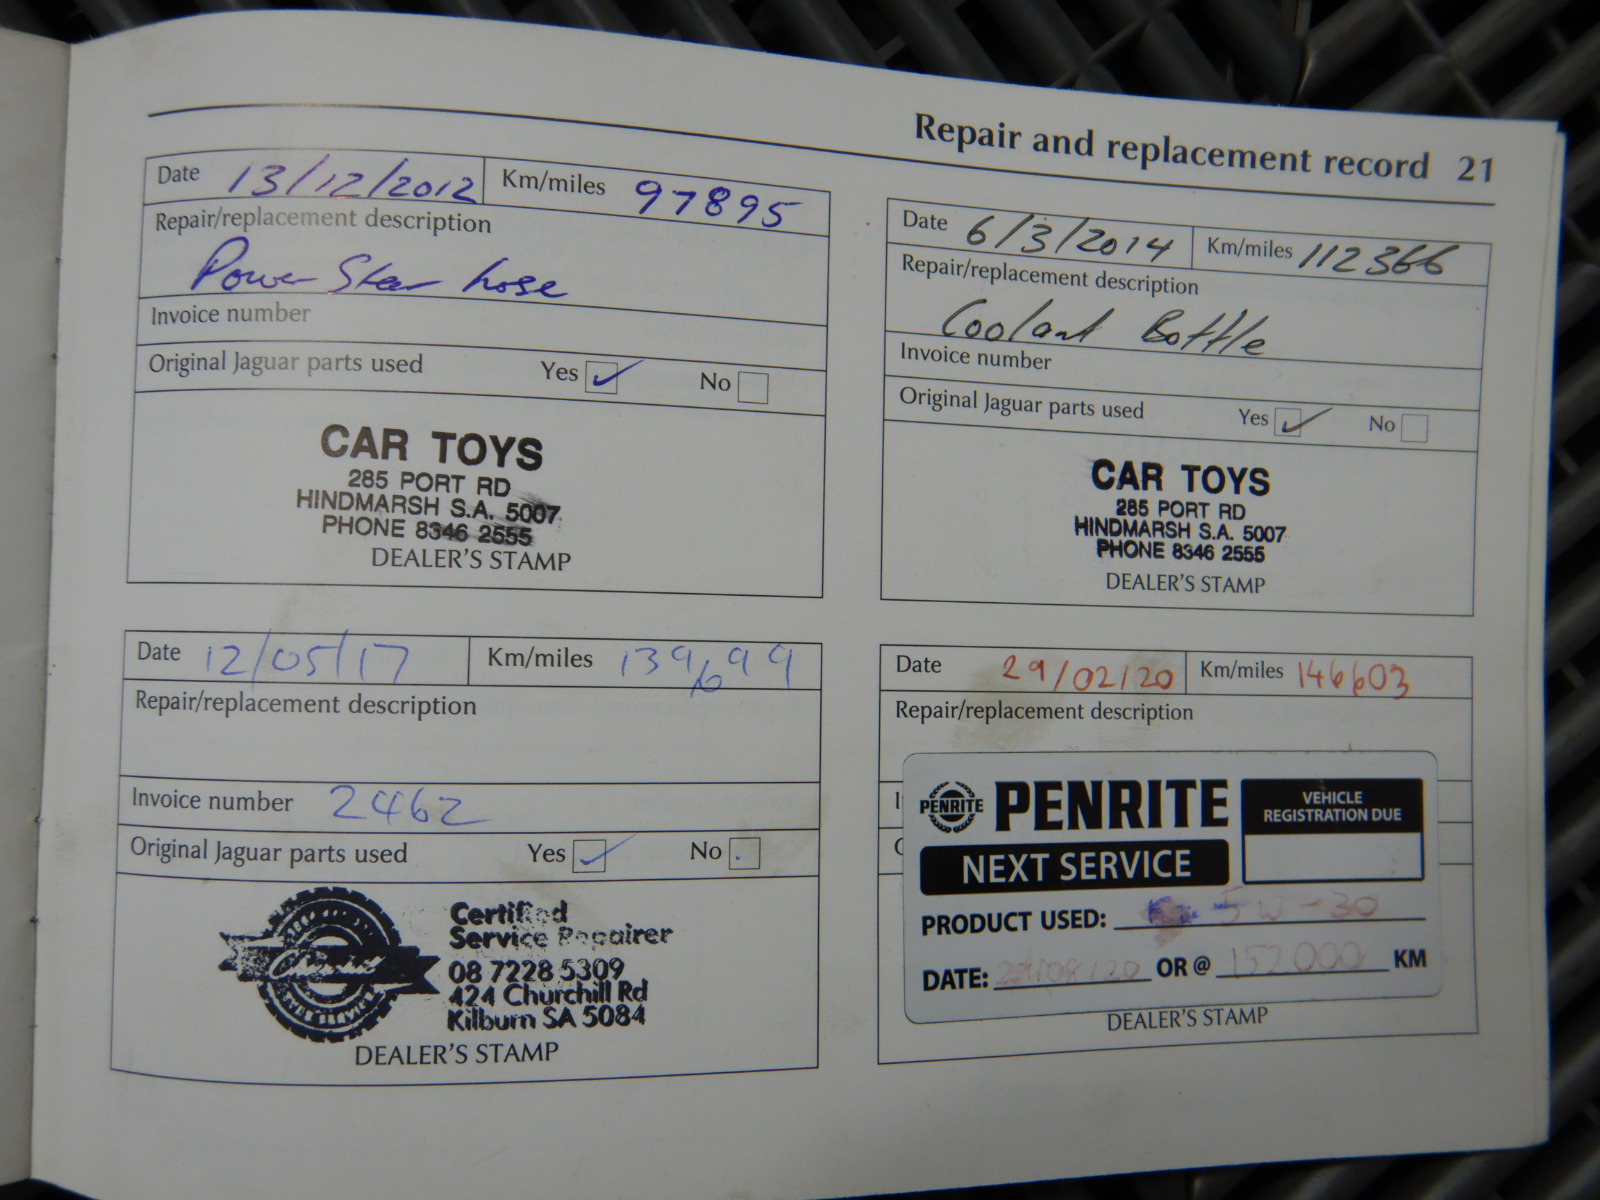 Repair and replacement record 21
Date 13/12/2012 Km/miles 97895
Repair/replacement description
Power Steer hose
Invoice number
Original Jaguar parts used Yes No
CAR TOYS
285 PORT RD
HINDMARSH S.A. 5007
PHONE 8346 2555
DEALER'S STAMP
Date 6/3/2014 Km/miles 112366
Repair/replacement description
Coolant Bottle
Invoice number
Original Jaguar parts used Yes No
CAR TOYS
285 PORT RD
HINDMARSH S.A. 5007
PHONE 8346 2555
DEALER'S STAMP
Date 12/05/17 Km/miles 139,699
Repair/replacement description
Invoice number 2462
Original Jaguar parts used Yes No
Certified
Service Repairer
08 7228 5309
424 Churchill Rd
Kilburn SA 5084
DEALER'S STAMP
Date 29/02/20 Km/miles 146603
Repair/replacement description
PENRITE PENRITE
VEHICLE
REGISTRATION DUE
NEXT SERVICE
PRODUCT USED: 5W-30
DATE: OR @ 152000 KM
DEALER'S STAMP